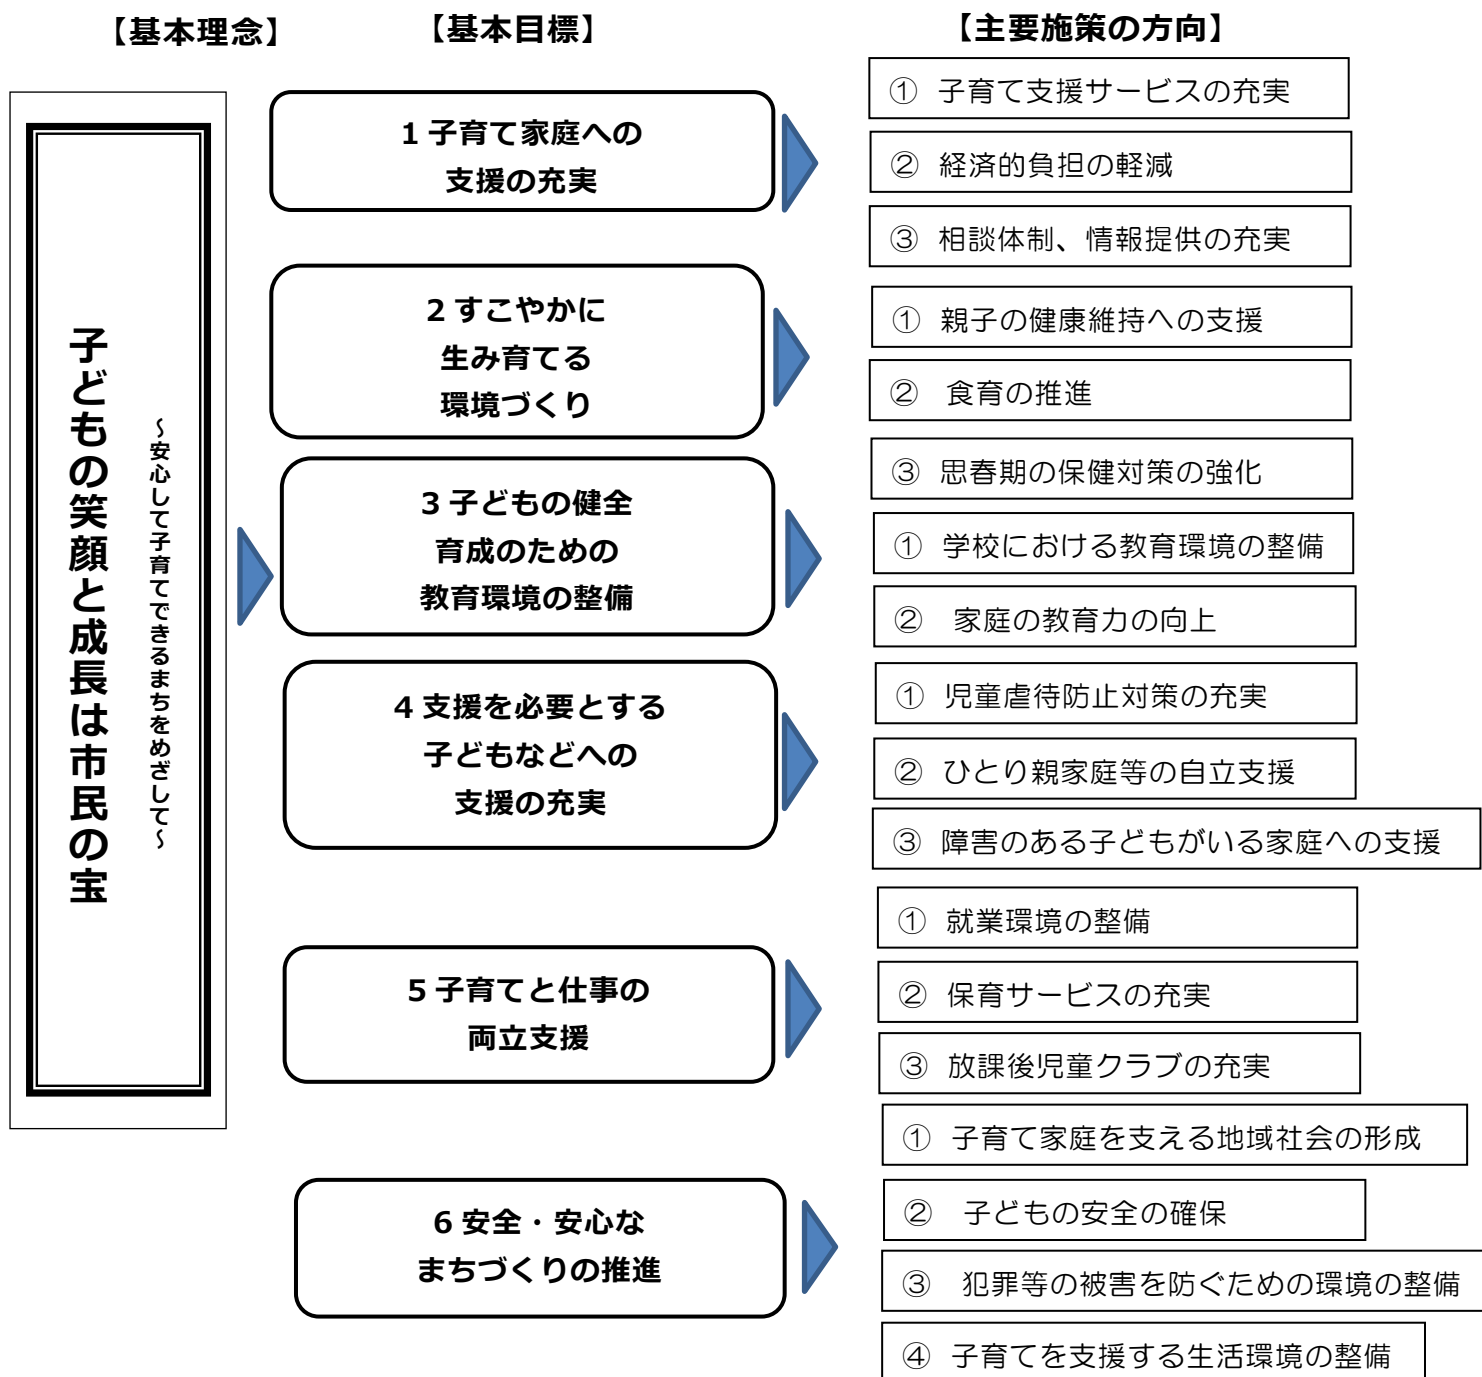 【基本理念】
【基本目標】
【主要施策の方向】
子どもの笑顔と成長は市民の宝
～安心して子育てできるまちをめざして～
1 子育て家庭への
支援の充実
① 子育て支援サービスの充実
② 経済的負担の軽減
③ 相談体制、情報提供の充実
2 すこやかに
生み育てる
環境づくり
① 親子の健康維持への支援
② 食育の推進
③ 思春期の保健対策の強化
3 子どもの健全
育成のための
教育環境の整備
① 学校における教育環境の整備
② 家庭の教育力の向上
4 支援を必要とする
子どもなどへの
支援の充実
① 児童虐待防止対策の充実
② ひとり親家庭等の自立支援
③ 障害のある子どもがいる家庭への支援
5 子育てと仕事の
両立支援
① 就業環境の整備
② 保育サービスの充実
③ 放課後児童クラブの充実
6 安全・安心な
まちづくりの推進
① 子育て家庭を支える地域社会の形成
② 子どもの安全の確保
③ 犯罪等の被害を防ぐための環境の整備
④ 子育てを支援する生活環境の整備